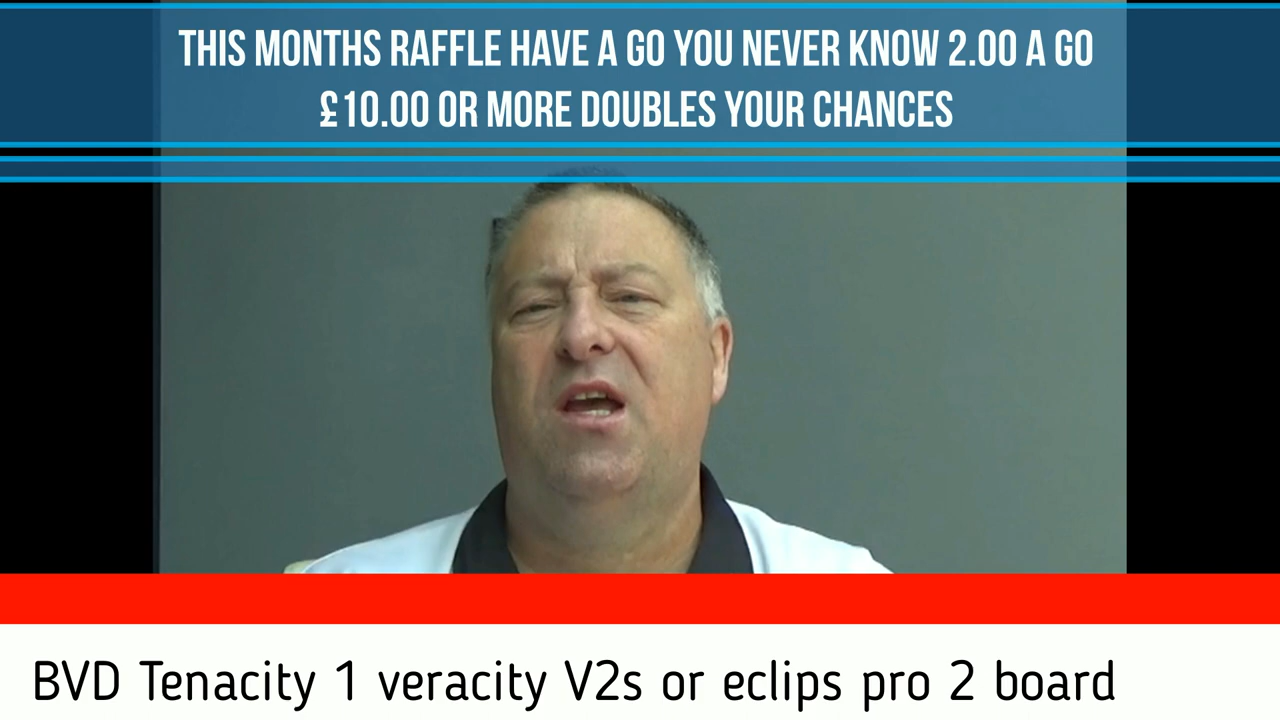 THIS MONTHS RAFFLE HAVE A GO YOU NEVER KNOW 2.00 A GO
£10.00 OR MORE DOUBLES YOUR CHANCES
BVD Tenacity 1 veracity V2s or eclips pro 2 board